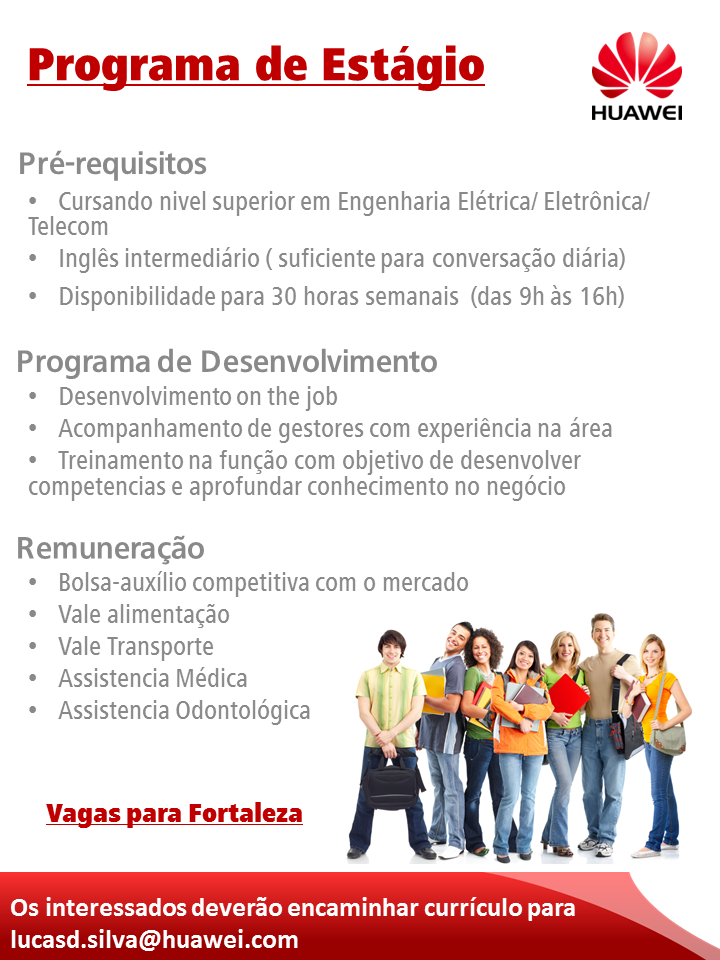 Programa de Estágio
HUAWEI
Pré-requisitos
• Cursando nivel superior em Engenharia Elétrica/ Eletrônica/
Telecom
• Inglês intermediário ( suficiente para conversação diária)
• Disponibilidade para 30 horas semanais (das 9h às 16h)
Programa de Desenvolvimento
• Desenvolvimento on the job
• Acompanhamento de gestores com experiência na área
• Treinamento na função com objetivo de desenvolver
competencias e aprofundar conhecimento no negócio
Remuneração
• Bolsa-auxílio competitiva com o mercado
• Vale alimentação
• Vale Transporte
• Assistencia Médica
• Assistencia Odontológica
Vagas para Fortaleza
Os interessados deverão encaminhar currículo para
lucasd.silva@huawei.com